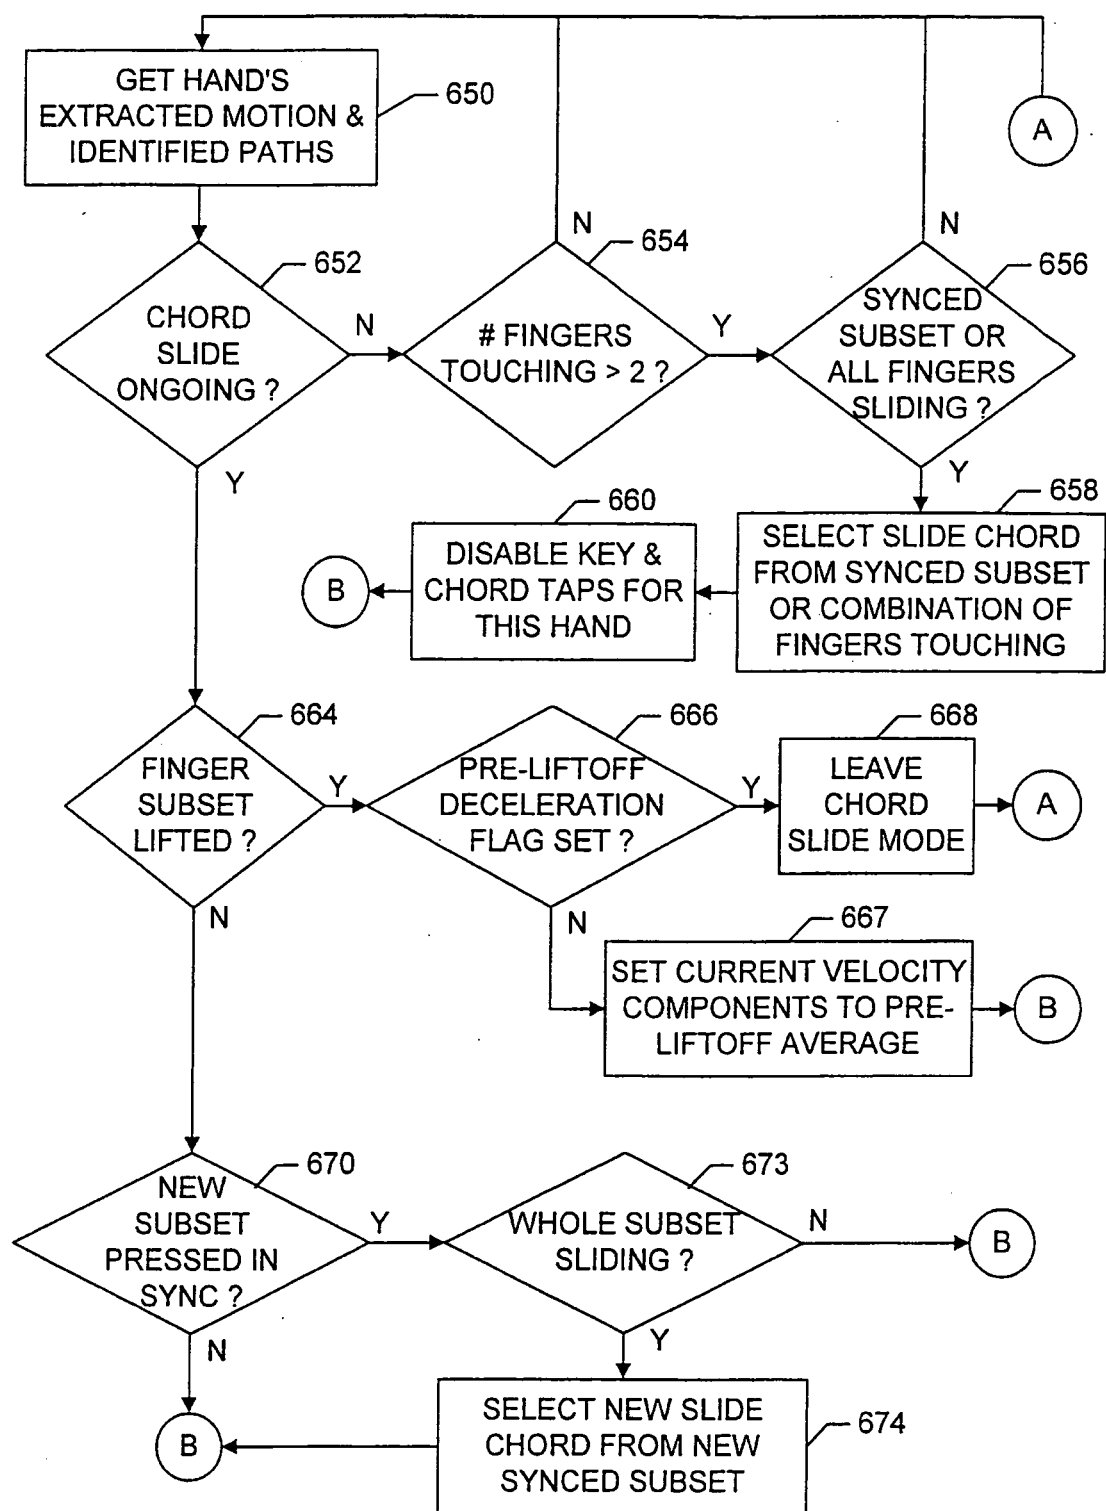 GET HAND'S
EXTRACTED MOTION &
IDENTIFIED PATHS
650
A
CHORD
SLIDE
ONGOING ?
652
N
Y
# FINGERS
TOUCHING > 2 ?
654
N
Y
SYNCED
SUBSET OR
ALL FINGERS
SLIDING ?
656
N
Y
SELECT SLIDE CHORD
FROM SYNCED SUBSET
OR COMBINATION OF
FINGERS TOUCHING
658
DISABLE KEY &
CHORD TAPS FOR
THIS HAND
660
B
FINGER
SUBSET
LIFTED ?
664
Y
N
PRE-LIFTOFF
DECELERATION
FLAG SET ?
666
Y
N
LEAVE
CHORD
SLIDE MODE
668
A
SET CURRENT VELOCITY
COMPONENTS TO PRE-
LIFTOFF AVERAGE
667
B
NEW
SUBSET
PRESSED IN
SYNC ?
670
Y
N
WHOLE SUBSET
SLIDING ?
673
N
Y
B
SELECT NEW SLIDE
CHORD FROM NEW
SYNCED SUBSET
674
B